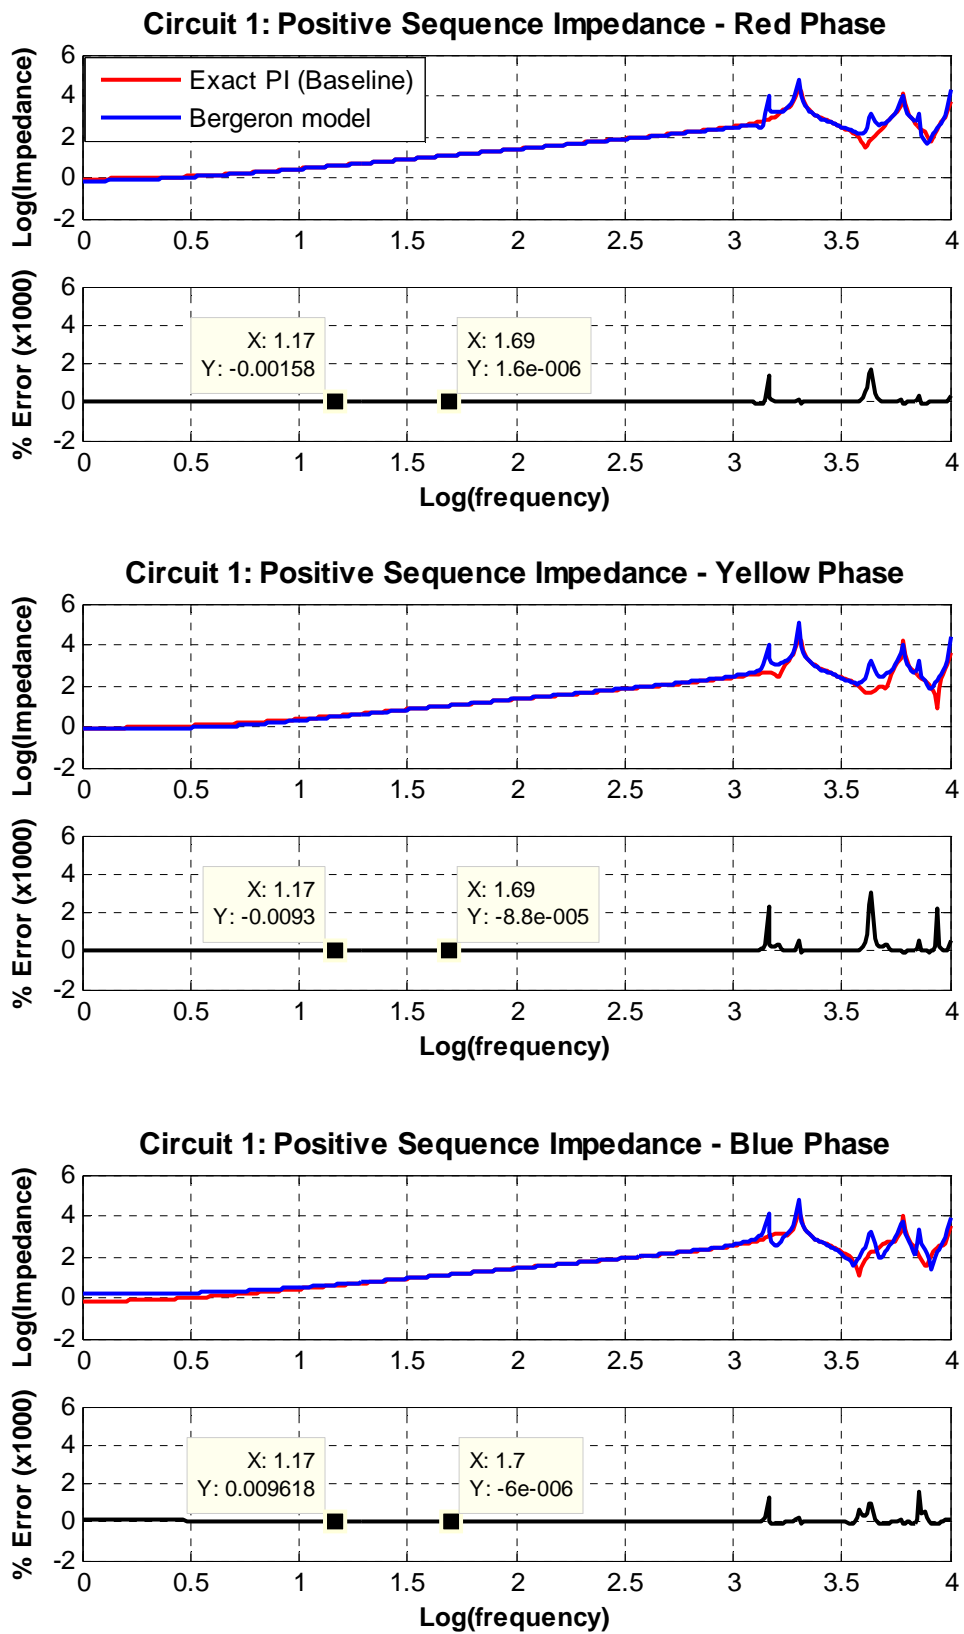 Circuit 1: Positive Sequence Impedance - Red Phase
Log(Impedance)
6
4
2
0
-2
Exact PI (Baseline)
Bergeron model
0 0.5 1 1.5 2 2.5 3 3.5 4
% Error (x1000)
6
4
2
0
-2
X: 1.17
Y: -0.00158
X: 1.69
Y: 1.6e-006
0 0.5 1 1.5 2 2.5 3 3.5 4
Log(frequency)
Circuit 1: Positive Sequence Impedance - Yellow Phase
Log(Impedance)
6
4
2
0
-2
0 0.5 1 1.5 2 2.5 3 3.5 4
% Error (x1000)
6
4
2
0
-2
X: 1.17
Y: -0.0093
X: 1.69
Y: -8.8e-005
0 0.5 1 1.5 2 2.5 3 3.5 4
Log(frequency)
Circuit 1: Positive Sequence Impedance - Blue Phase
Log(Impedance)
6
4
2
0
-2
0 0.5 1 1.5 2 2.5 3 3.5 4
% Error (x1000)
6
4
2
0
-2
X: 1.17
Y: 0.009618
X: 1.7
Y: -6e-006
0 0.5 1 1.5 2 2.5 3 3.5 4
Log(frequency)